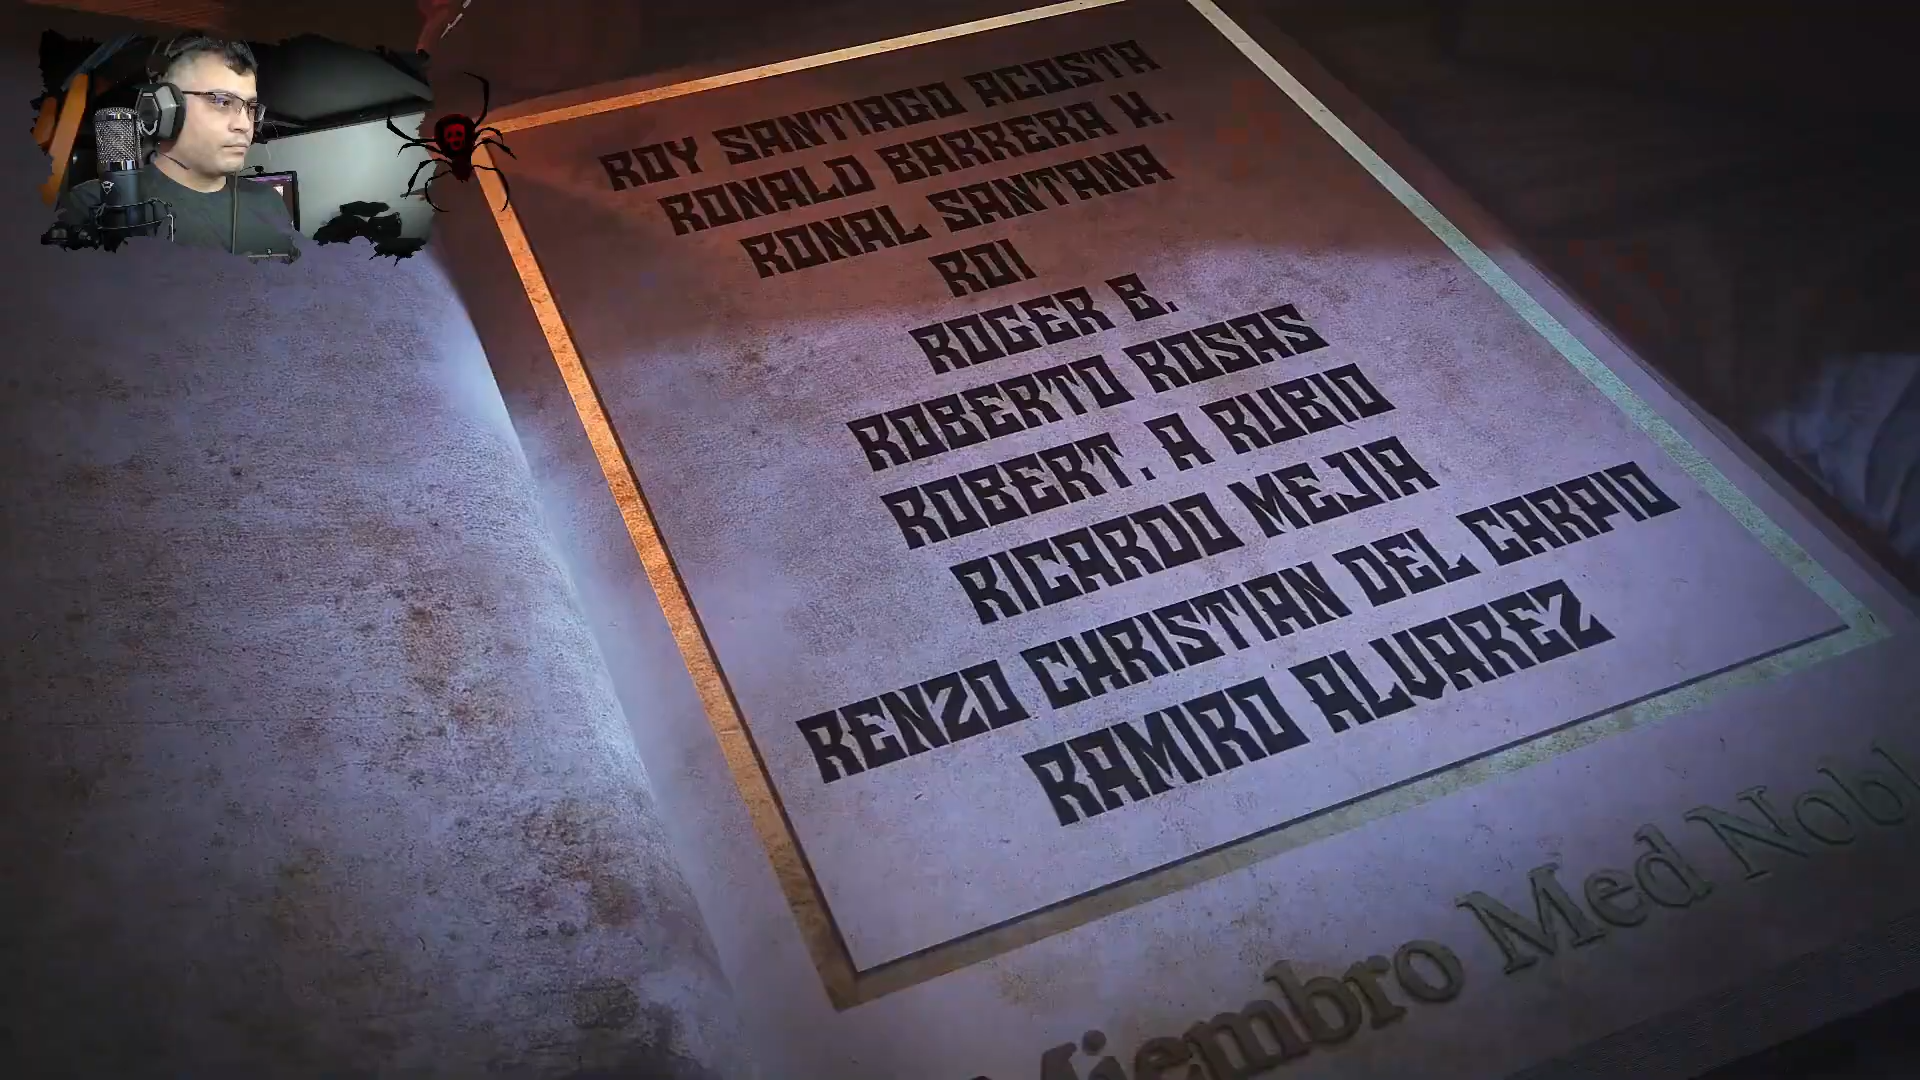 ROY SANTIAGO ACOSTA
RONALD BARRERA H.
RONAL SANTANA
ROI
ROGER B.
ROBERTO ROSAS
ROBERT. A RUBIO
RICARDO MEJIA
RENZO CHRISTIAN DEL CARPIO
RAMIRO ALVAREZ
Miembro Med